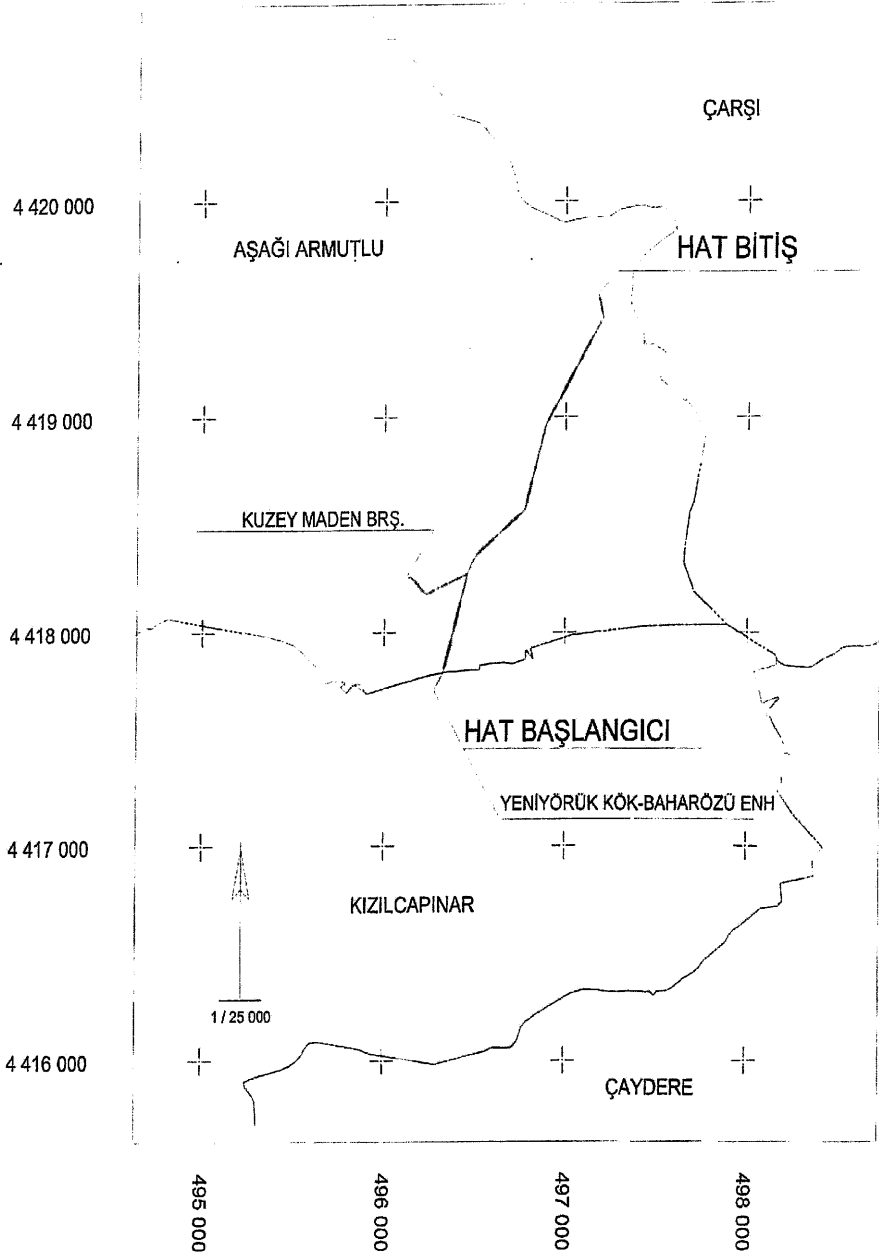 ÇARŞI
4 420 000
AŞAĞI ARMUTLU
HAT BİTİŞ
4 419 000
KUZEY MADEN BRŞ.
4 418 000
HAT BAŞLANGICI
YENİYÖRÜK KÖK-BAHARÖZÜ ENH
4 417 000
KIZILCAPINAR
1 / 25 000
4 416 000
ÇAYDERE
495 000
496 000
497 000
498 000